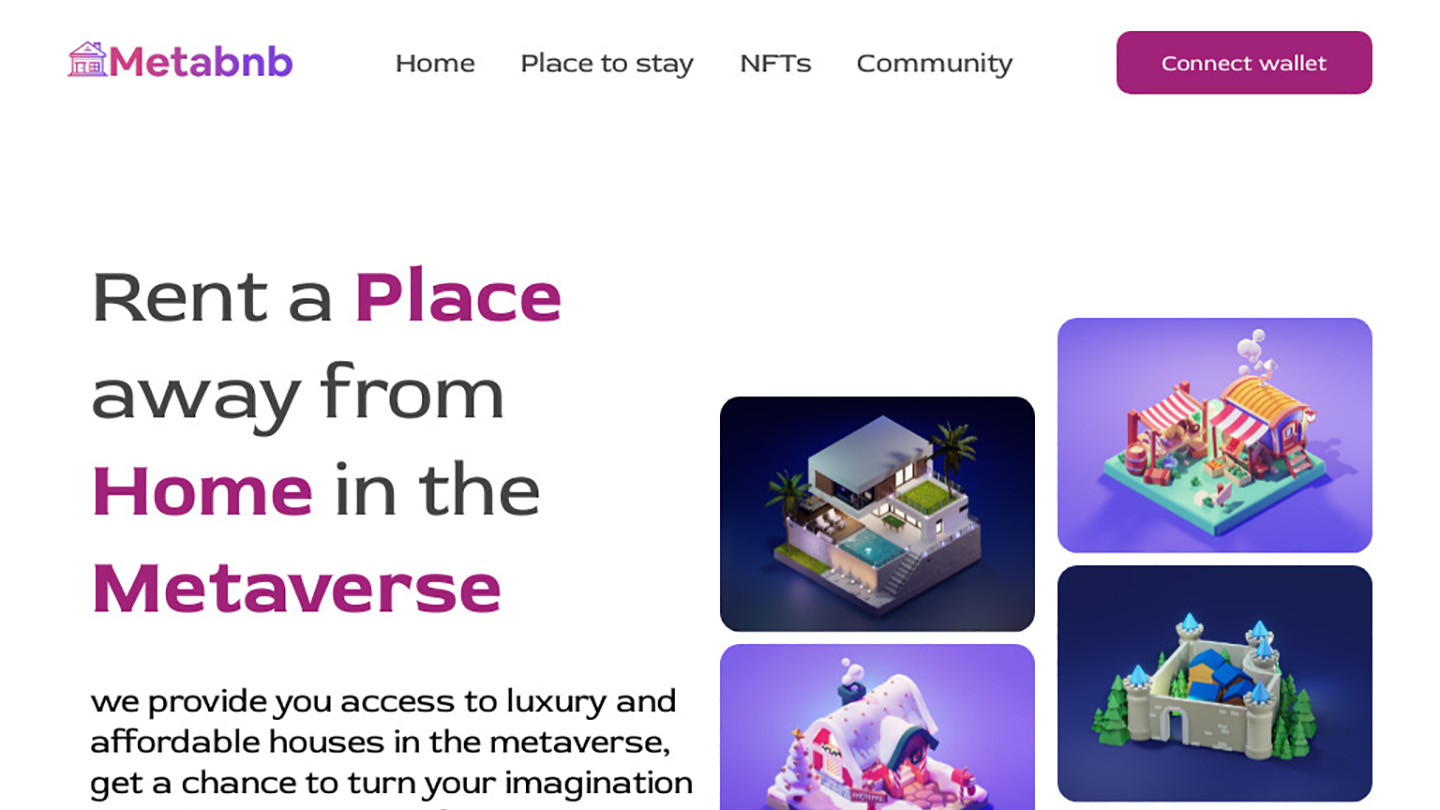 Metabnb
Home
Place to stay
NFTs
Community
Connect wallet
Rent a Place
away from
Home in the
Metaverse
we provide you access to luxury and
affordable houses in the metaverse,
get a chance to turn your imagination